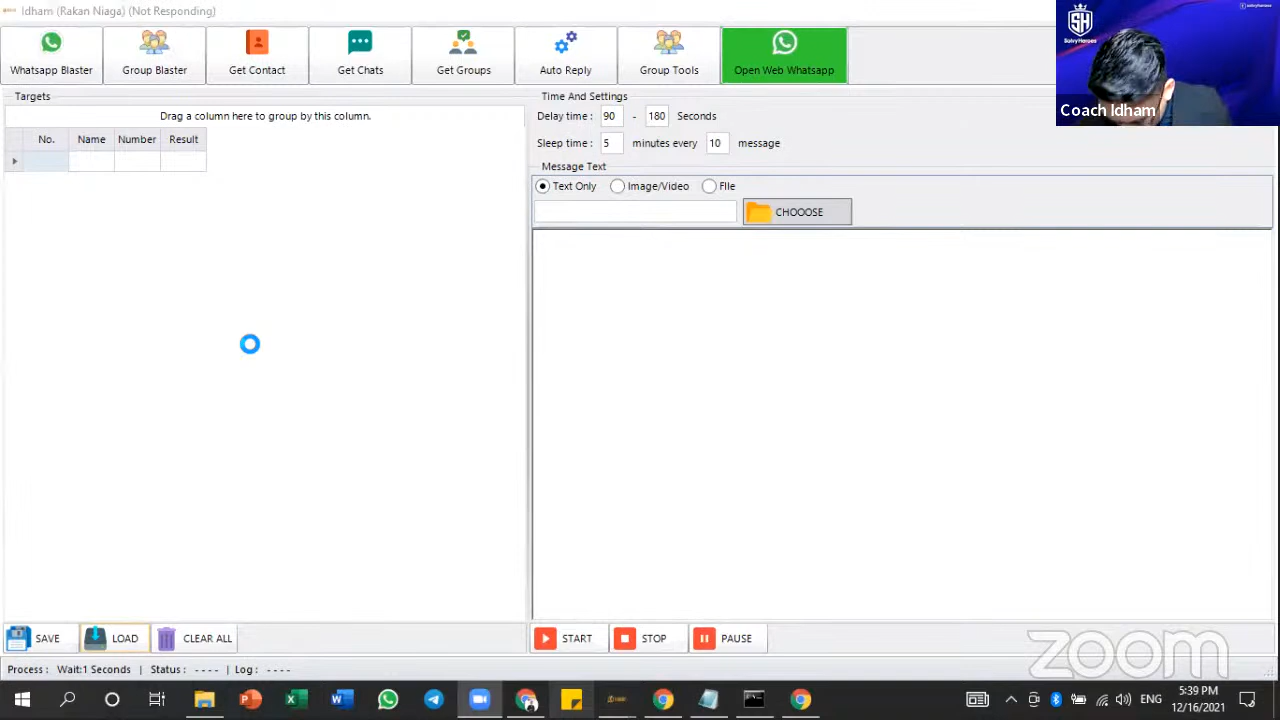 Idham (Rakan Niaga) (Not Responding)
Whatsapp Blaster
Group Blaster
Get Contact
Get Chats
Get Groups
Auto Reply
Group Tools
Open Web Whatsapp
SH
SalvyHeroes
salvyheroes
Coach Idham
Targets
Drag a column here to group by this column.
No. Name Number Result
Time And Settings
Delay time : 90 - 180 Seconds
Sleep time : 5 minutes every 10 message
Message Text
Text Only Image/Video File
CHOOOSE
SAVE LOAD CLEAR ALL
START STOP PAUSE
zoom
Process : Wait:1 Seconds | Status : - - - - | Log : - - - -
ENG
:39 PM
12/16/2021